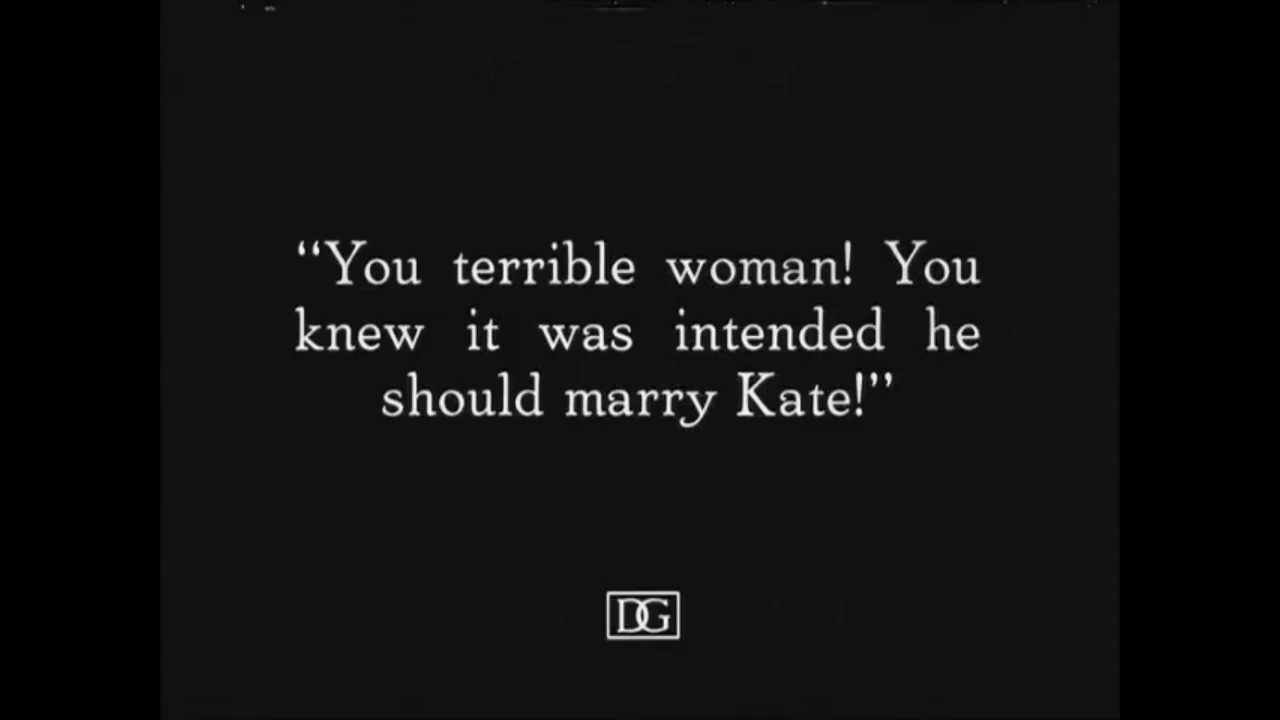 “You terrible woman! You
knew it was intended he
should marry Kate!”
DG